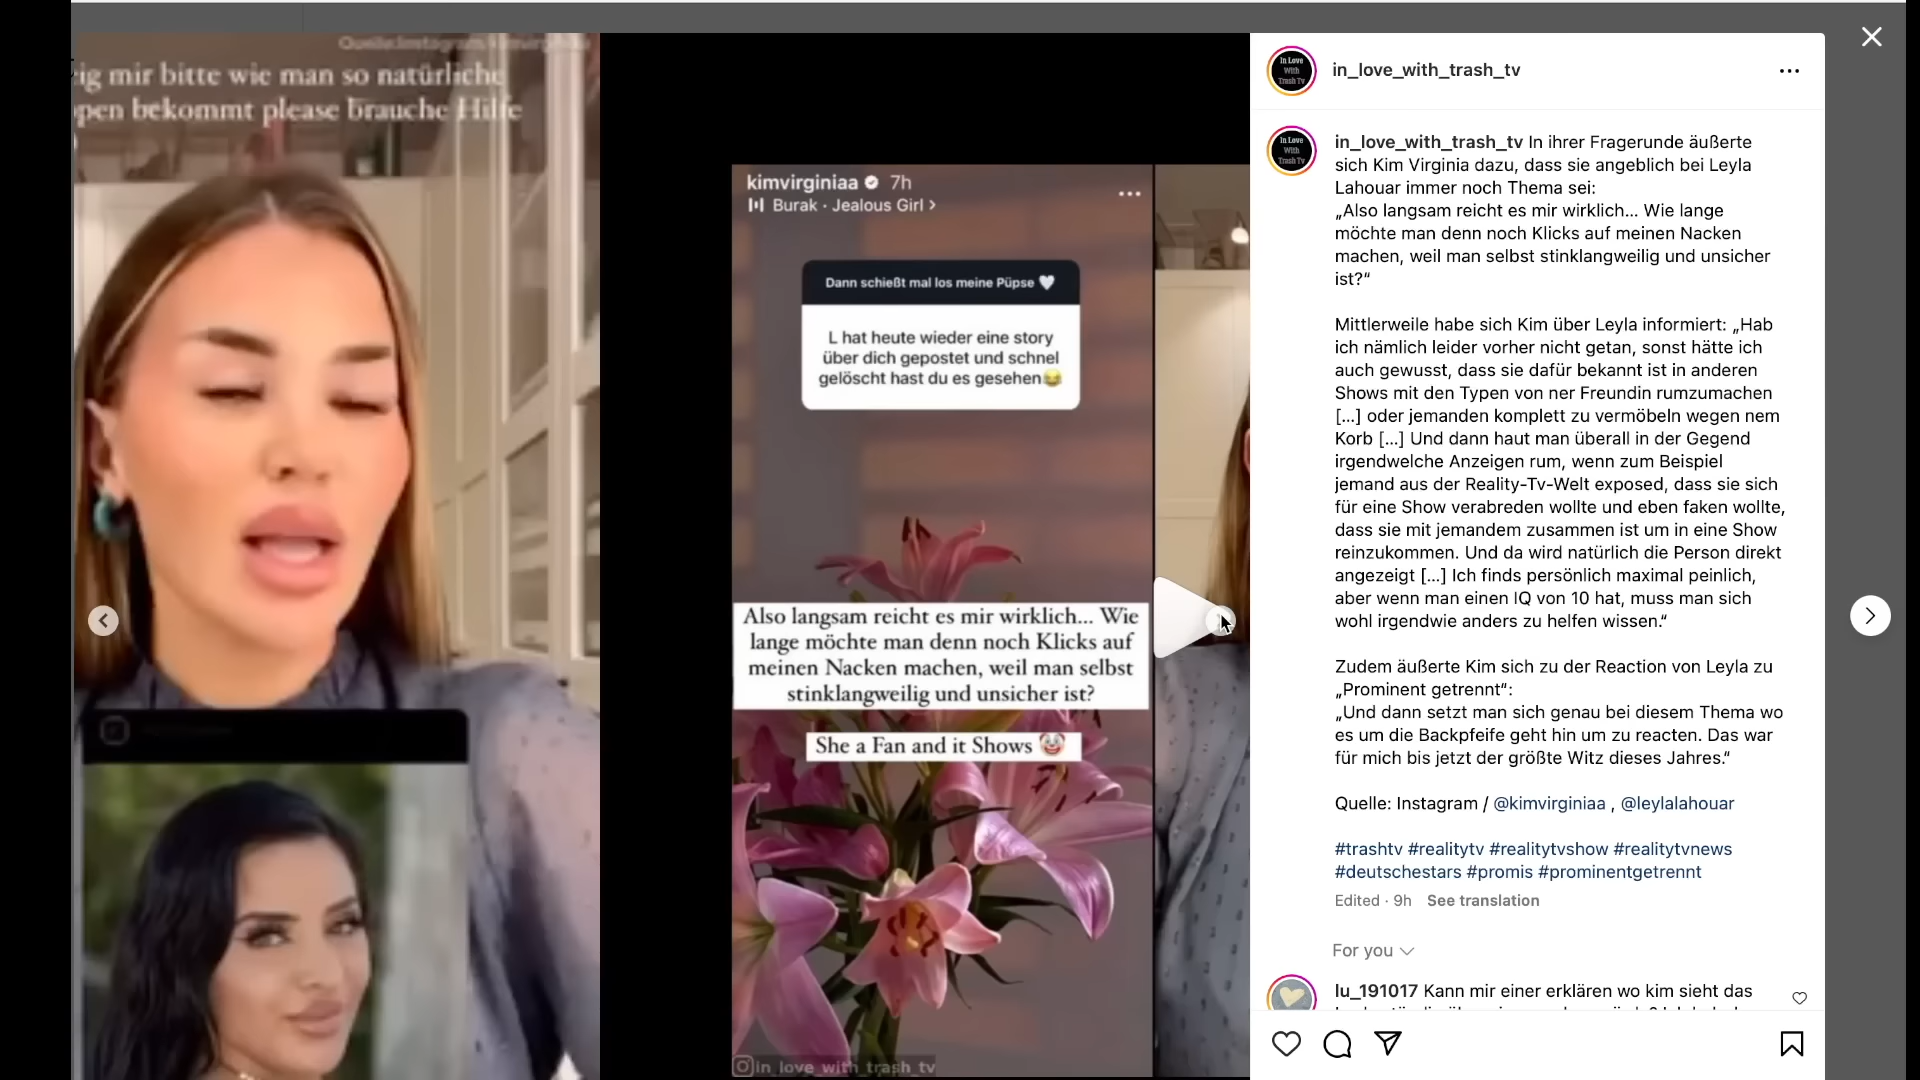 Quelle:Instagram
ig mir bitte wie man so natürliche
ppen bekommt please brauche Hilfe
kimvirginiaa 7h
Burak · Jealous Girl >
Dann schießt mal los meine Püpse 🤍
L hat heute wieder eine story
über dich gepostet und schnel
gelöscht hast du es gesehen😂
Also langsam reicht es mir wirklich... Wie
lange möchte man denn noch Klicks auf
meinen Nacken machen, weil man selbst
stinklangweilig und unsicher ist?
She a Fan and it Shows 🤡
in_love_with_trash_tv
in_love_with_trash_tv
In Love
With
Trash Tv
In Love
With
Trash Tv
in_love_with_trash_tv In ihrer Fragerunde äußerte
sich Kim Virginia dazu, dass sie angeblich bei Leyla
Lahouar immer noch Thema sei:
„Also langsam reicht es mir wirklich... Wie lange
möchte man denn noch Klicks auf meinen Nacken
machen, weil man selbst stinklangweilig und unsicher
ist?“
Mittlerweile habe sich Kim über Leyla informiert: „Hab
ich nämlich leider vorher nicht getan, sonst hätte ich
auch gewusst, dass sie dafür bekannt ist in anderen
Shows mit den Typen von ner Freundin rumzumachen
[...] oder jemanden komplett zu vermöbeln wegen nem
Korb [...] Und dann haut man überall in der Gegend
irgendwelche Anzeigen rum, wenn zum Beispiel
jemand aus der Reality-Tv-Welt exposed, dass sie sich
für eine Show verabreden wollte und eben faken wollte,
dass sie mit jemandem zusammen ist um in eine Show
reinzukommen. Und da wird natürlich die Person direkt
angezeigt [...] Ich finds persönlich maximal peinlich,
aber wenn man einen IQ von 10 hat, muss man sich
wohl irgendwie anders zu helfen wissen.“
Zudem äußerte Kim sich zu der Reaction von Leyla zu
„Prominent getrennt“:
„Und dann setzt man sich genau bei diesem Thema wo
es um die Backpfeife geht hin um zu reacten. Das war
für mich bis jetzt der größte Witz dieses Jahres.“
Quelle: Instagram / @kimvirginiaa , @leylalahouar
#trashtv #realitytv #realitytvshow #realitytvnews
#deutschestars #promis #prominentgetrennt
Edited · 9h See translation
For you
lu_191017 Kann mir einer erklären wo kim sieht das